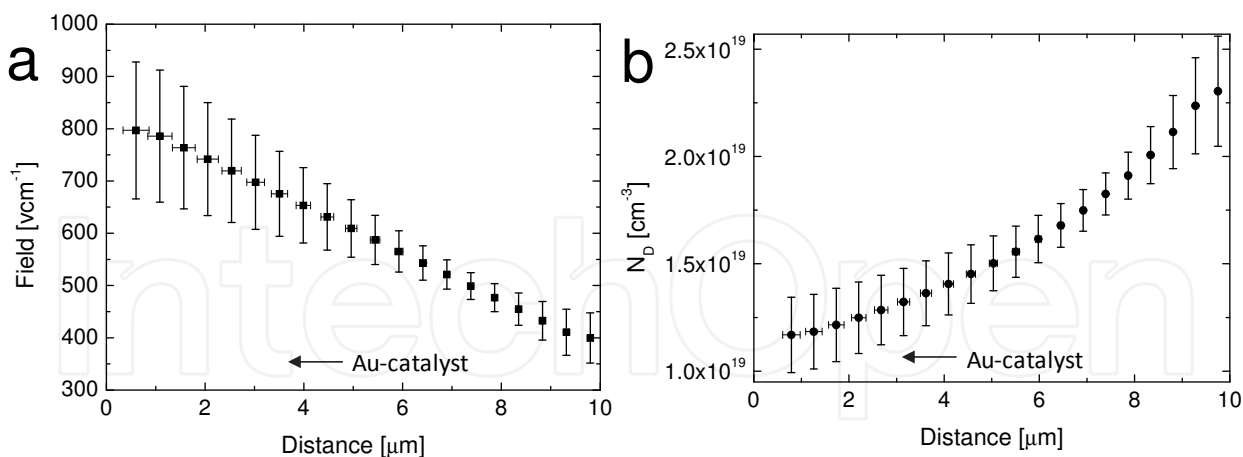 a
1000
900
800
700
600
500
400
300
Field [vcm⁻¹]
0 2 4 6 8 10
Distance [μm]
Au-catalyst
b
2.5x10¹⁹
2.0x10¹⁹
1.5x10¹⁹
1.0x10¹⁹
N_D [cm⁻³]
0 2 4 6 8 10
Distance [μm]
Au-catalyst
IntechOpen